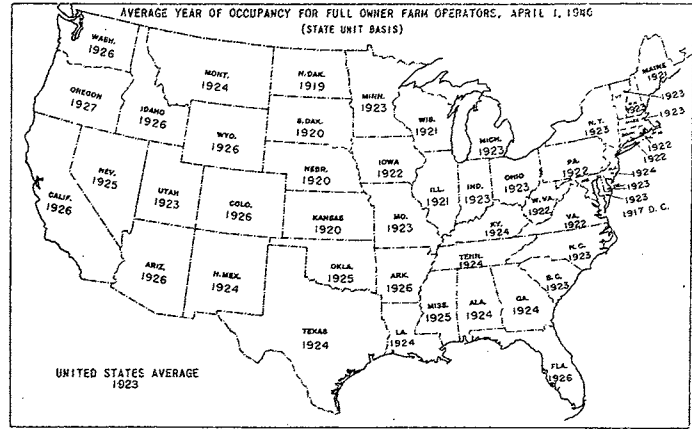 AVERAGE YEAR OF OCCUPANCY FOR FULL OWNER FARM OPERATORS, APRIL 1, 1940
(STATE UNIT BASIS)
WASH.
1926
OREGON
1927
CALIF.
1926
NEV.
1925
IDAHO
1926
MONT.
1924
WYO.
1926
UTAH
1923
COLO.
1926
ARIZ.
1926
N.MEX.
1924
N.DAK.
1919
S.DAK.
1920
NEBR.
1920
KANSAS
1920
OKLA.
1925
TEXAS
1924
MINN.
1923
IOWA
1922
MO.
1923
ARK.
1926
LA.
1924
WIS.
1921
ILL.
1921
MICH.
1923
IND.
1923
OHIO
1923
KY.
1924
TENN.
1924
MISS.
1925
ALA.
1924
GA.
1924
FLA.
1926
S.C.
1923
N.C.
1923
VA.
1922
W.VA.
1922
PA.
1922
N.Y.
1923
MAINE
1921
1923
1923
1923
1922
1922
1924
1923
1923
1917 D.C.
UNITED STATES AVERAGE
1923